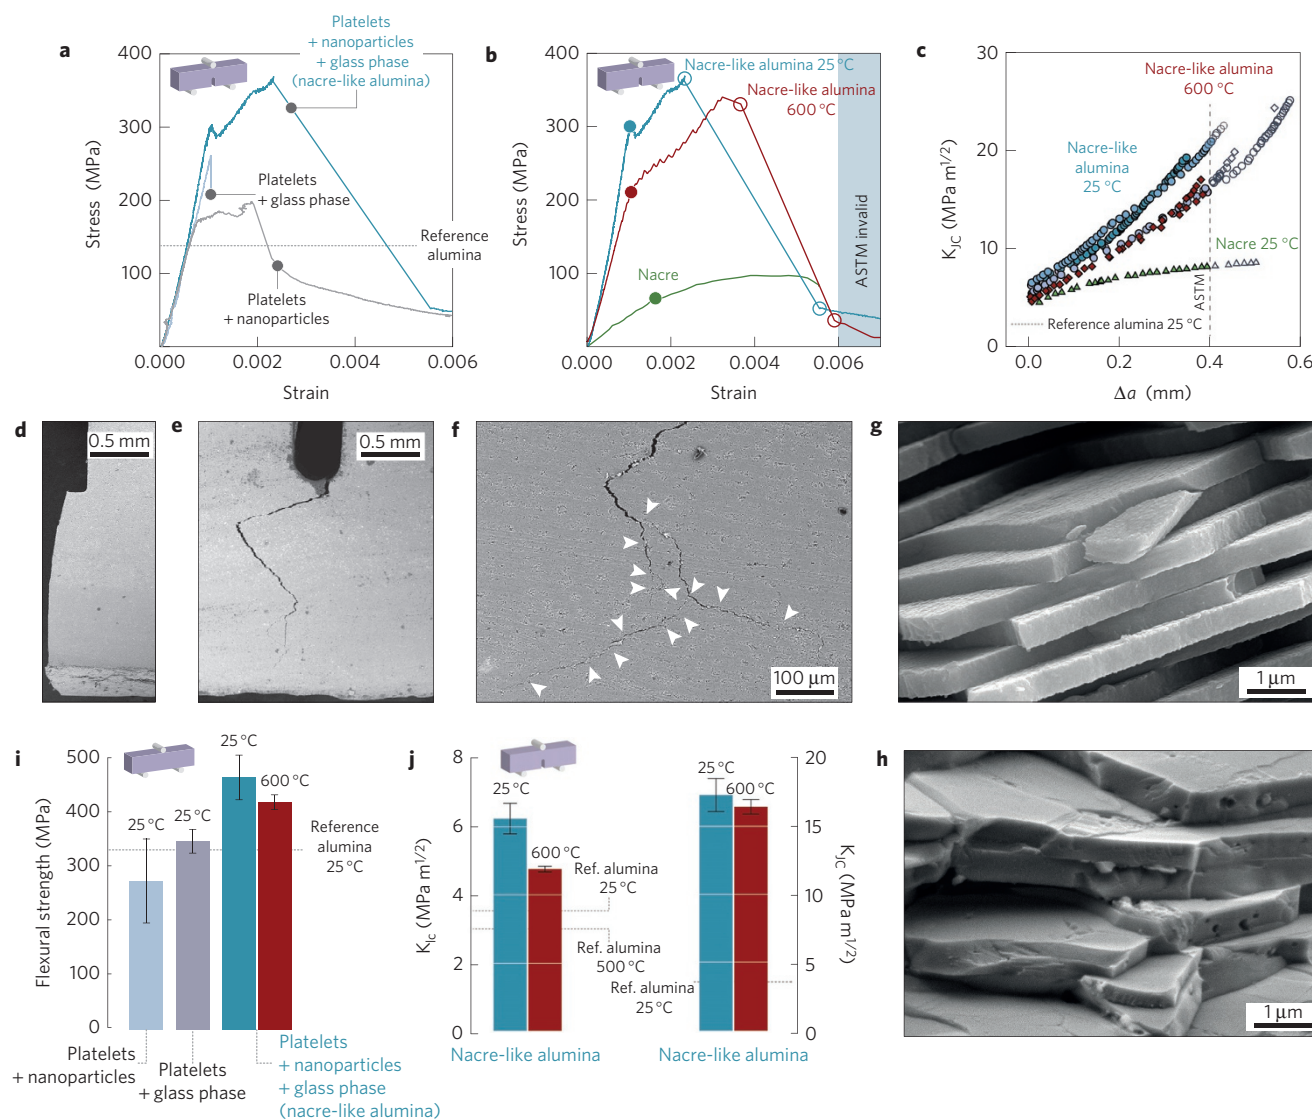 a
Platelets
+ nanoparticles
+ glass phase
(nacre-like alumina)
400
300
200
100
Stress (MPa)
Platelets
+ glass phase
Reference
alumina
Platelets
+ nanoparticles
0.000
0.002
0.004
0.006
Strain
b
400
300
200
100
Stress (MPa)
Nacre-like alumina 25 °C
Nacre-like alumina
600 °C
Nacre
ASTM invalid
0.000
0.002
0.004
0.006
Strain
c
30
20
10
0
KJC (MPa m1/2)
Nacre-like alumina
600 °C
Nacre-like
alumina
25 °C
Nacre 25 °C
ASTM
Reference alumina 25 °C
0.0
0.2
0.4
0.6
Δa (mm)
d
0.5 mm
e
0.5 mm
f
100 µm
g
1 µm
i
500
400
300
200
100
0
Flexural strength (MPa)
25 °C
25 °C
25 °C
600 °C
Reference
alumina
25 °C
Platelets
+ nanoparticles
Platelets
+ glass phase
Platelets
+ nanoparticles
+ glass phase
(nacre-like alumina)
j
8
6
4
2
0
KIc (MPa m1/2)
25 °C
600 °C
Ref. alumina
25 °C
Ref. alumina
500 °C
Ref. alumina
25 °C
25 °C
600 °C
20
15
10
5
0
KJC (MPa m1/2)
Nacre-like alumina
Nacre-like alumina
h
1 µm